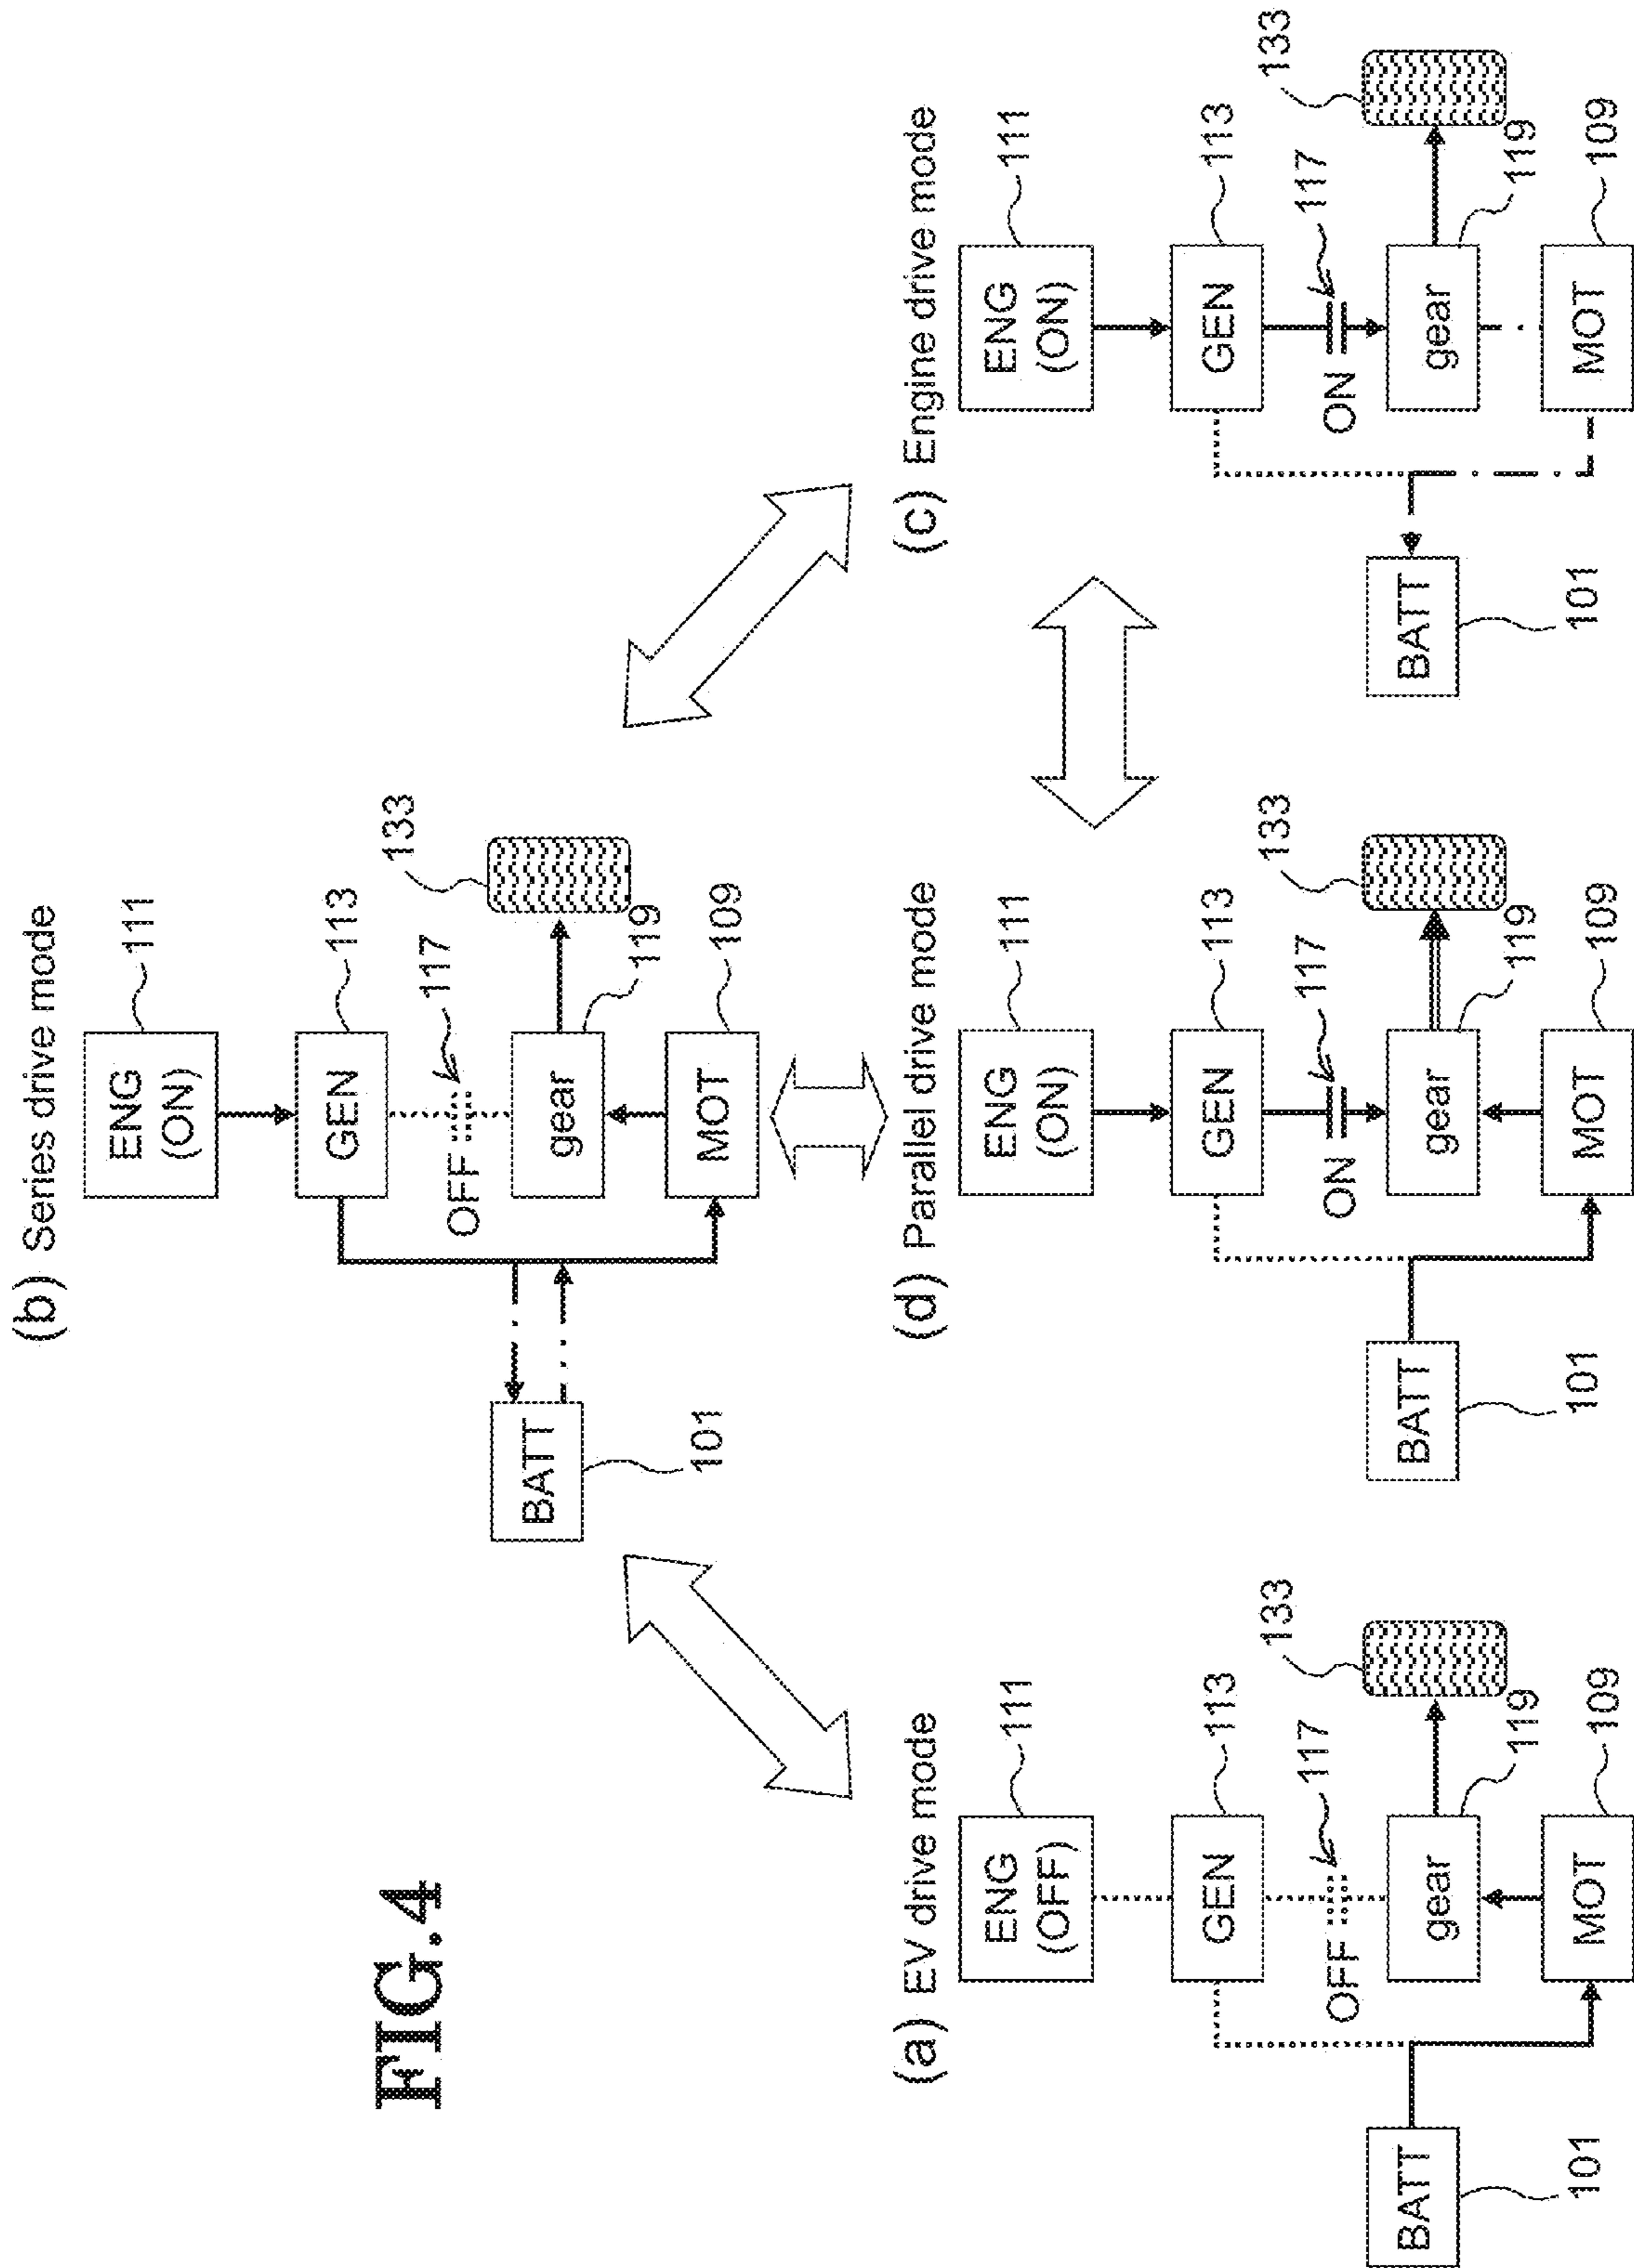 FIG.4
(b) Series drive mode
ENG
(ON)
111
GEN
113
OFF
117
133
gear
119
BATT
101
MOT
109
(a) EV drive mode
ENG
(OFF)
111
GEN
113
OFF
117
133
gear
119
BATT
101
MOT
109
(d) Parallel drive mode
ENG
(ON)
111
GEN
113
ON
117
133
gear
119
BATT
101
MOT
109
(c) Engine drive mode
ENG
(ON)
111
GEN
113
ON
117
133
gear
119
BATT
101
MOT
109